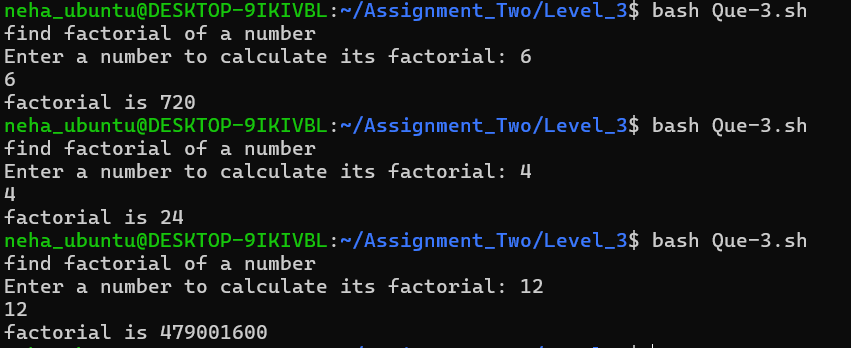 neha_ubuntu@DESKTOP-9IKIVBL:~/Assignment_Two/Level_3$ bash Que-3.sh
find factorial of a number
Enter a number to calculate its factorial: 6
6
factorial is 720
neha_ubuntu@DESKTOP-9IKIVBL:~/Assignment_Two/Level_3$ bash Que-3.sh
find factorial of a number
Enter a number to calculate its factorial: 4
4
factorial is 24
neha_ubuntu@DESKTOP-9IKIVBL:~/Assignment_Two/Level_3$ bash Que-3.sh
find factorial of a number
Enter a number to calculate its factorial: 12
12
factorial is 479001600